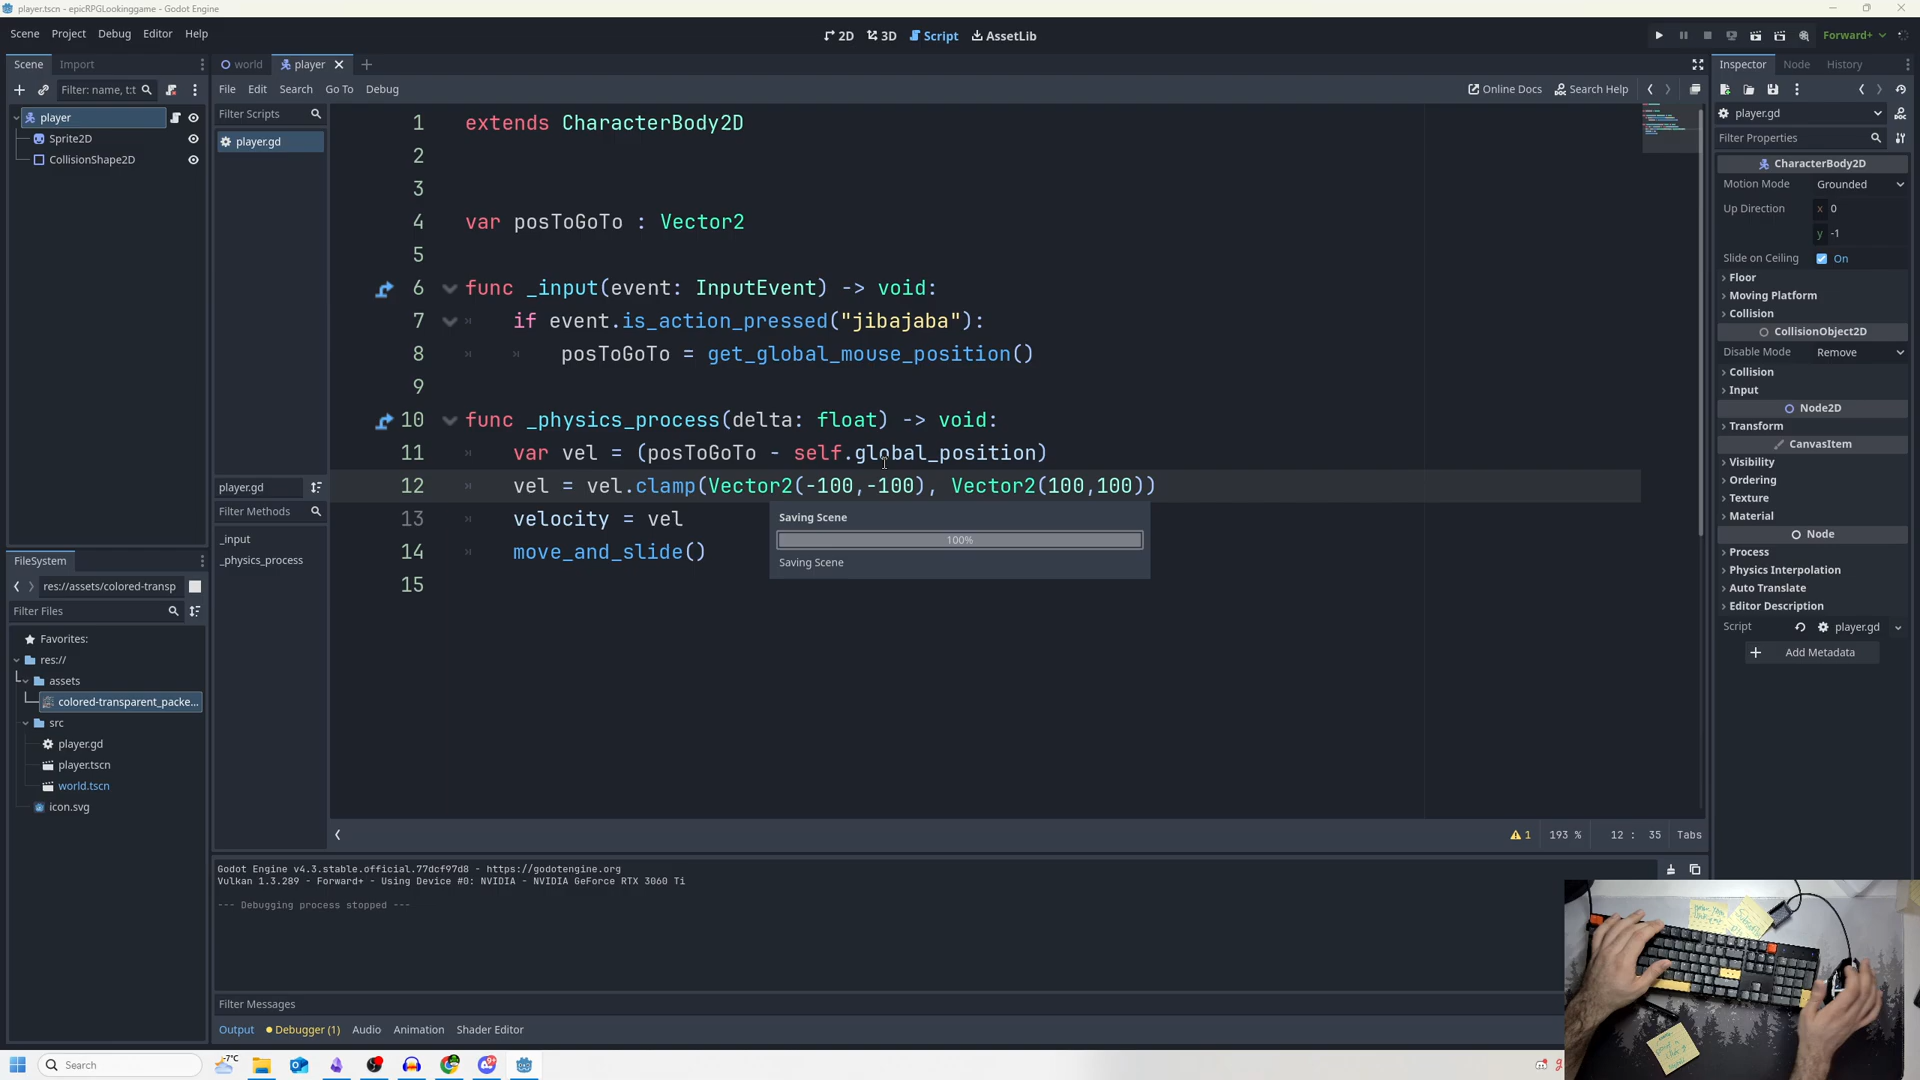 player.tscn - epicRPGLookinggame - Godot Engine
Scene Project Debug Editor Help
2D 3D Script AssetLib
Forward+
Scene Import
world player
Inspector Node History
Filter: name, t:t
File Edit Search Go To Debug
Online Docs Search Help
player
Sprite2D
CollisionShape2D
Filter Scripts
player.gd
1 extends CharacterBody2D
2
3
4 var posToGoTo : Vector2
5
6 func _input(event: InputEvent) -> void:
7 if event.is_action_pressed("jibajaba"):
8 posToGoTo = get_global_mouse_position()
9
10 func _physics_process(delta: float) -> void:
11 var vel = (posToGoTo - self.global_position)
12 vel = vel.clamp(Vector2(-100,-100), Vector2(100,100))
13 velocity = vel
14 move_and_slide()
15
Saving Scene
100%
Saving Scene
player.gd
Filter Methods
_input
_physics_process
player.gd
Filter Properties
CharacterBody2D
Motion Mode Grounded
Up Direction x 0
y -1
Slide on Ceiling On
Floor
Moving Platform
Collision
CollisionObject2D
Disable Mode Remove
Collision
Input
Node2D
Transform
CanvasItem
Visibility
Ordering
Texture
Material
Node
Process
Physics Interpolation
Auto Translate
Editor Description
Script player.gd
Add Metadata
FileSystem
res://assets/colored-transp
Filter Files
Favorites:
res://
assets
colored-transparent_packe...
src
player.gd
player.tscn
world.tscn
icon.svg
1 193 % 12 : 35 Tabs
Godot Engine v4.3.stable.official.77dcf97d8 - https://godotengine.org
Vulkan 1.3.289 - Forward+ - Using Device #0: NVIDIA - NVIDIA GeForce RTX 3060 Ti
--- Debugging process stopped ---
Filter Messages
Output Debugger (1) Audio Animation Shader Editor
Search
-7°C